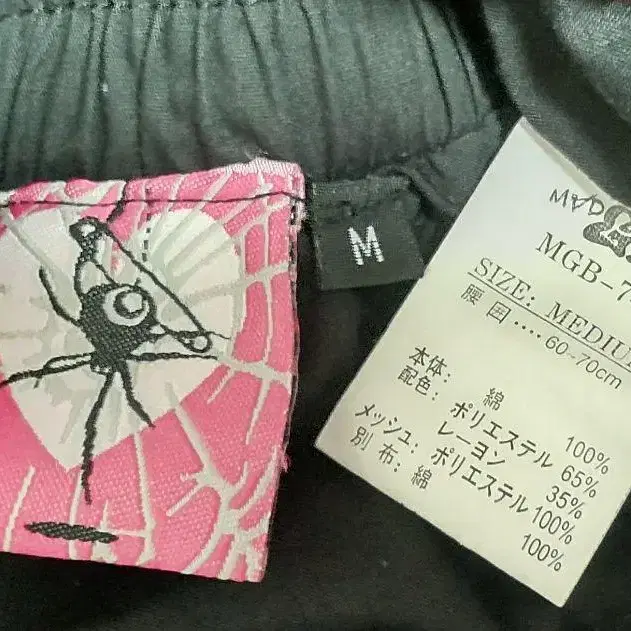 M
MAD
MGB-7
SIZE: MEDIUM
腰囲‥‥60~70cm
本体: 綿 100%
配色: ポリエステル 65%
レーヨン 35%
メッシュ: ポリエステル 100%
別布: 綿 100%